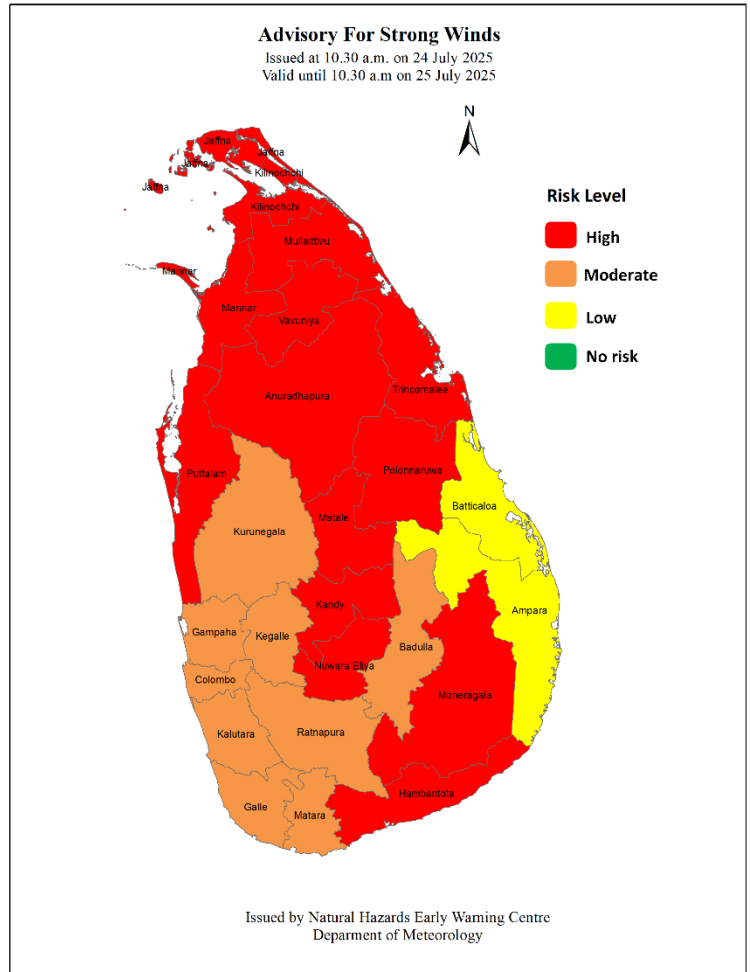 Advisory For Strong Winds
Issued at 10.30 a.m. on 24 July 2025
Valid until 10.30 a.m on 25 July 2025
N
Jaffna
Jaffna
Jaffna
Kilinochchi
Jaffna
Kilinochchi
Mullaittivu
Mannar
Mannar
Vavuniya
Anuradhapura
Trincomalee
Puttalam
Polonnaruwa
Batticaloa
Kurunegala
Matale
Kandy
Ampara
Gampaha
Kegalle
Badulla
Nuwara Eliya
Colombo
Moneragala
Kalutara
Ratnapura
Hambantota
Galle
Matara
Risk Level
High
Moderate
Low
No risk
Issued by Natural Hazards Early Warning Centre
Deparment of Meteorology